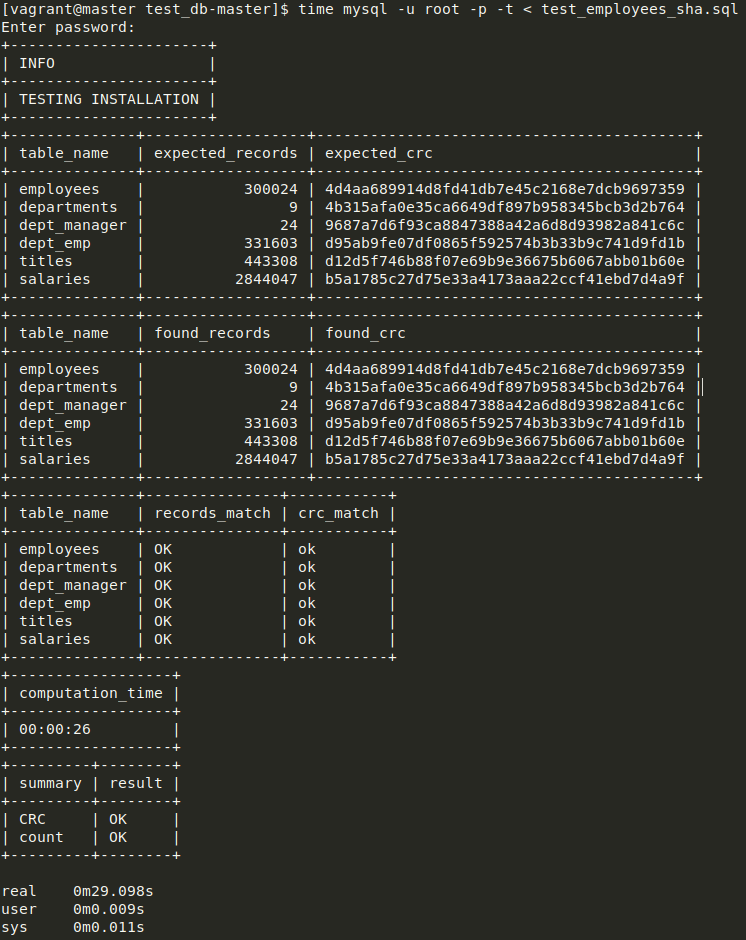 [vagrant@master test_db-master]$ time mysql -u root -p -t < test_employees_sha.sql
Enter password:
+----------------------+
| INFO                 |
+----------------------+
| TESTING INSTALLATION |
+----------------------+
+--------------+------------------+------------------------------------------+
| table_name   | expected_records | expected_crc                             |
+--------------+------------------+------------------------------------------+
| employees    |           300024 | 4d4aa689914d8fd41db7e45c2168e7dcb9697359 |
| departments  |                9 | 4b315afa0e35ca6649df897b958345bcb3d2b764 |
| dept_manager |               24 | 9687a7d6f93ca8847388a42a6d8d93982a841c6c |
| dept_emp     |           331603 | d95ab9fe07df0865f592574b3b33b9c741d9fd1b |
| titles       |           443308 | d12d5f746b88f07e69b9e36675b6067abb01b60e |
| salaries     |          2844047 | b5a1785c27d75e33a4173aaa22ccf41ebd7d4a9f |
+--------------+------------------+------------------------------------------+
+--------------+------------------+------------------------------------------+
| table_name   | found_records    | found_crc                                |
+--------------+------------------+------------------------------------------+
| employees    |           300024 | 4d4aa689914d8fd41db7e45c2168e7dcb9697359 |
| departments  |                9 | 4b315afa0e35ca6649df897b958345bcb3d2b764 |
| dept_manager |               24 | 9687a7d6f93ca8847388a42a6d8d93982a841c6c |
| dept_emp     |           331603 | d95ab9fe07df0865f592574b3b33b9c741d9fd1b |
| titles       |           443308 | d12d5f746b88f07e69b9e36675b6067abb01b60e |
| salaries     |          2844047 | b5a1785c27d75e33a4173aaa22ccf41ebd7d4a9f |
+--------------+------------------+------------------------------------------+
+--------------+---------------+-----------+
| table_name   | records_match | crc_match |
+--------------+---------------+-----------+
| employees    | OK            | ok        |
| departments  | OK            | ok        |
| dept_manager | OK            | ok        |
| dept_emp     | OK            | ok        |
| titles       | OK            | ok        |
| salaries     | OK            | ok        |
+--------------+---------------+-----------+
+------------------+
| computation_time |
+------------------+
| 00:00:26         |
+------------------+
+---------+--------+
| summary | result |
+---------+--------+
| CRC     | OK     |
| count   | OK     |
+---------+--------+

real    0m29.098s
user    0m0.009s
sys     0m0.011s